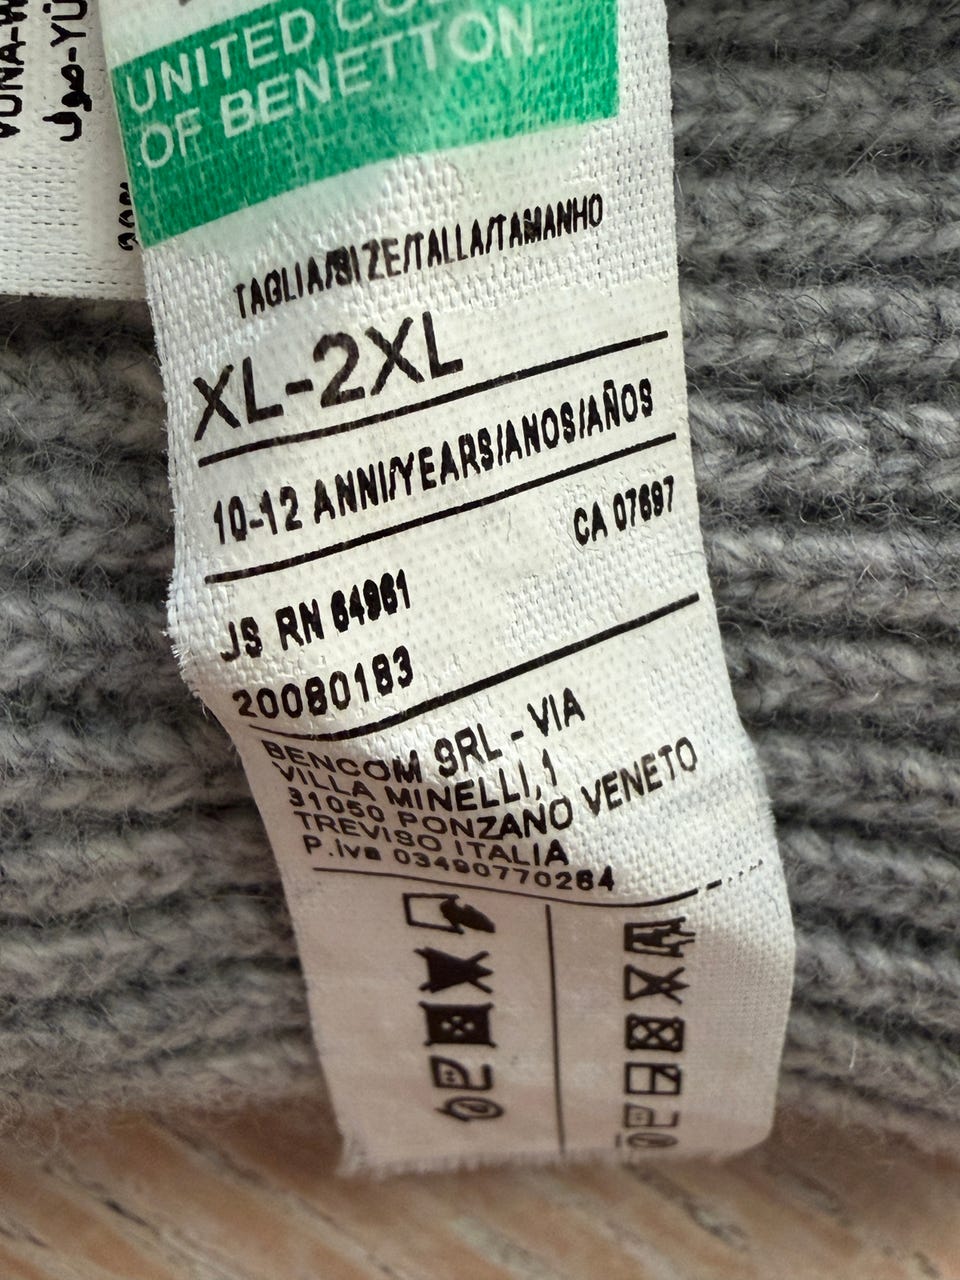 UNITED
OF BENETTON.
TAGLIA/SIZE/TALLA/TAMANHO
XL-2XL
10-12 ANNI/YEARS/ANOS/AÑOS
CA 07697
JS RN 64961
20080183
BENCOM SRL - VIA
VILLA MINELLI,1
31050 PONZANO VENETO
TREVISO ITALIA
P.iva 03490770264